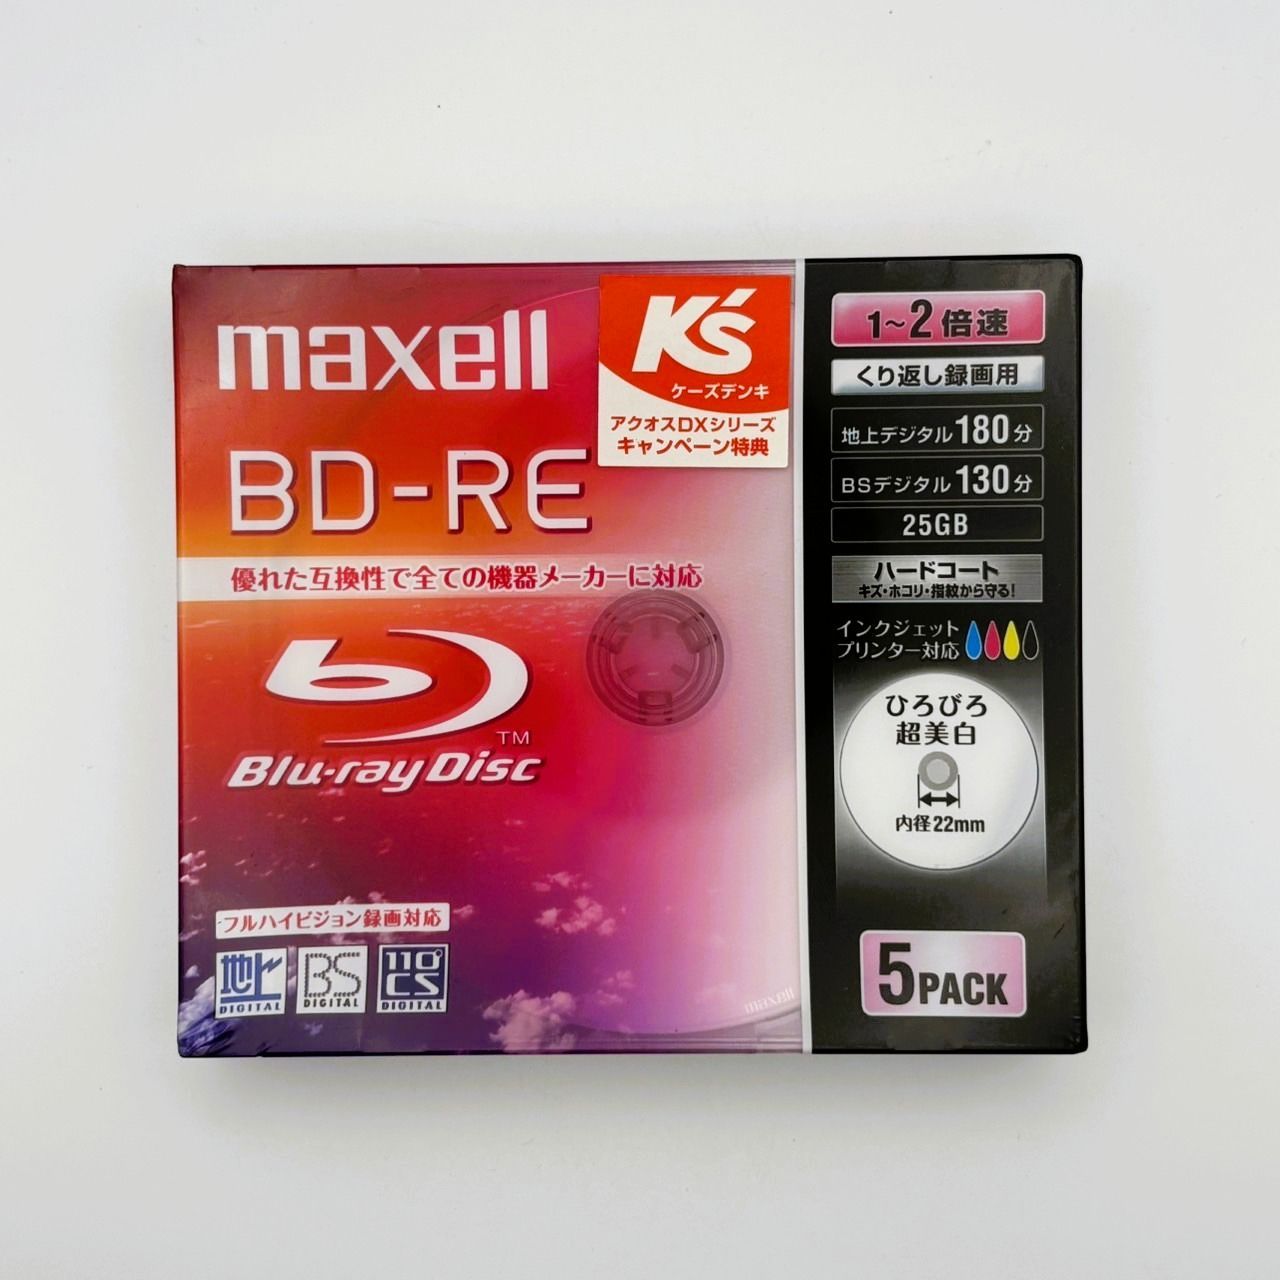 maxell
K's
ケーズデンキ
アクオスDXシリーズ
キャンペーン特典
BD-RE
優れた互換性で全ての機器メーカーに対応
TM
Blu-ray Disc
フルハイビジョン録画対応
地上
DIGITAL
BS
DIGITAL
110°
CS
DIGITAL
maxell
1~2倍速
くり返し録画用
地上デジタル180分
BSデジタル130分
25GB
ハードコート
キズ・ホコリ・指紋から守る!
インクジェット
プリンター対応
ひろびろ
超美白
内径22mm
5PACK